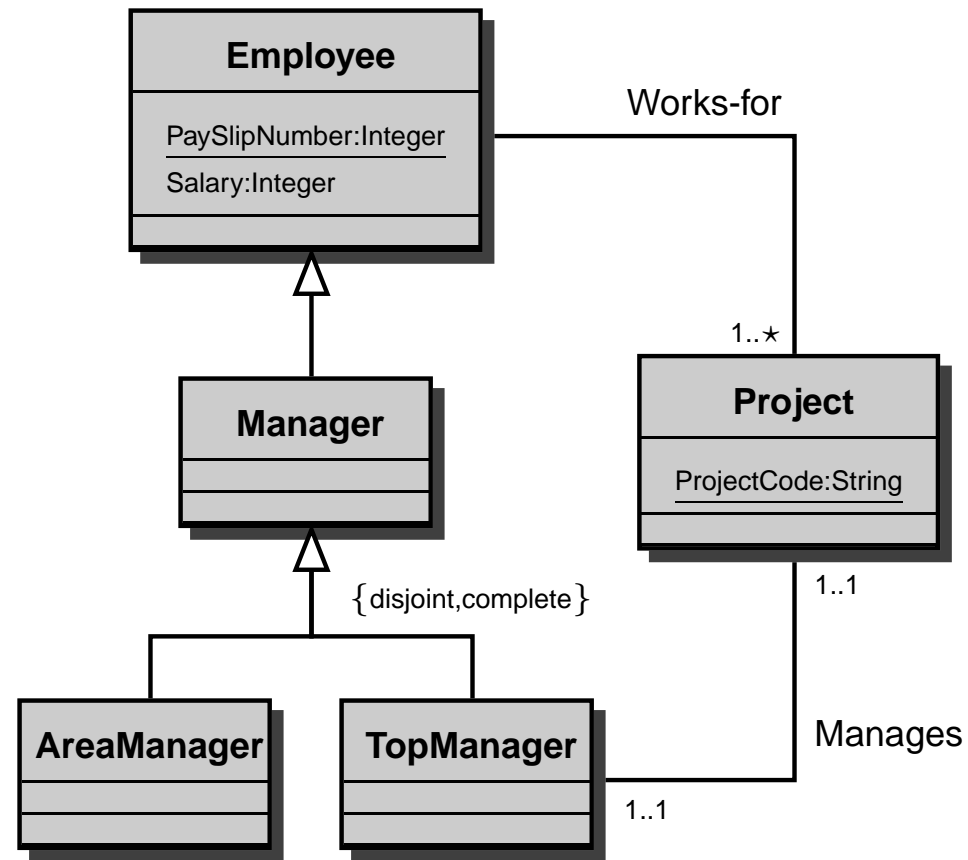 Employee
PaySlipNumber:Integer
Salary:Integer
Works-for
1..⋆
Manager
Project
ProjectCode:String
{disjoint,complete}
1..1
AreaManager
TopManager
Manages
1..1